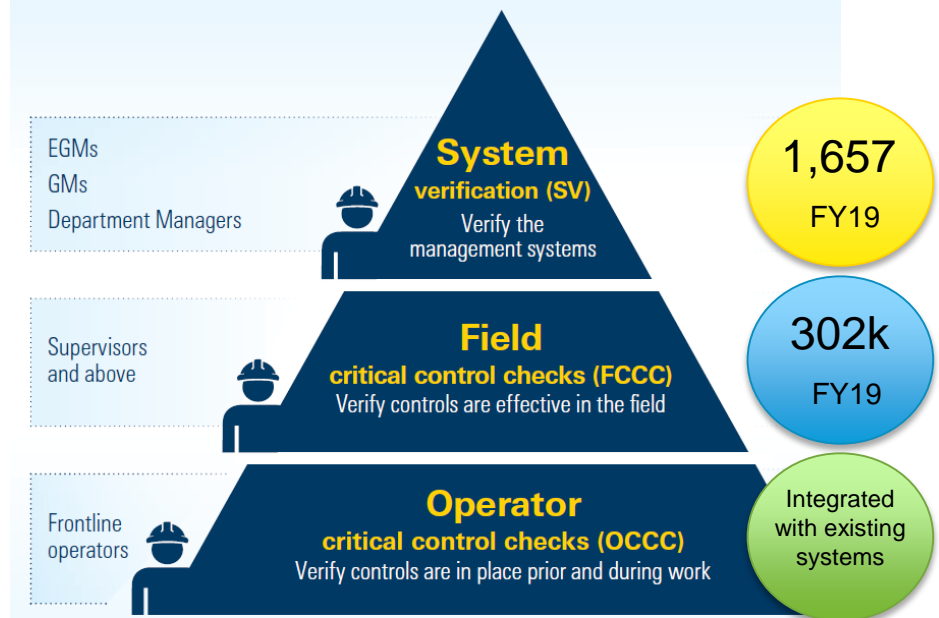 EGMs
GMs
Department Managers
System
verification (SV)
Verify the
management systems
1,657
FY19
Supervisors
and above
Field
critical control checks (FCCC)
Verify controls are effective in the field
302k
FY19
Frontline
operators
Operator
critical control checks (OCCC)
Verify controls are in place prior and during work
Integrated
with existing
systems